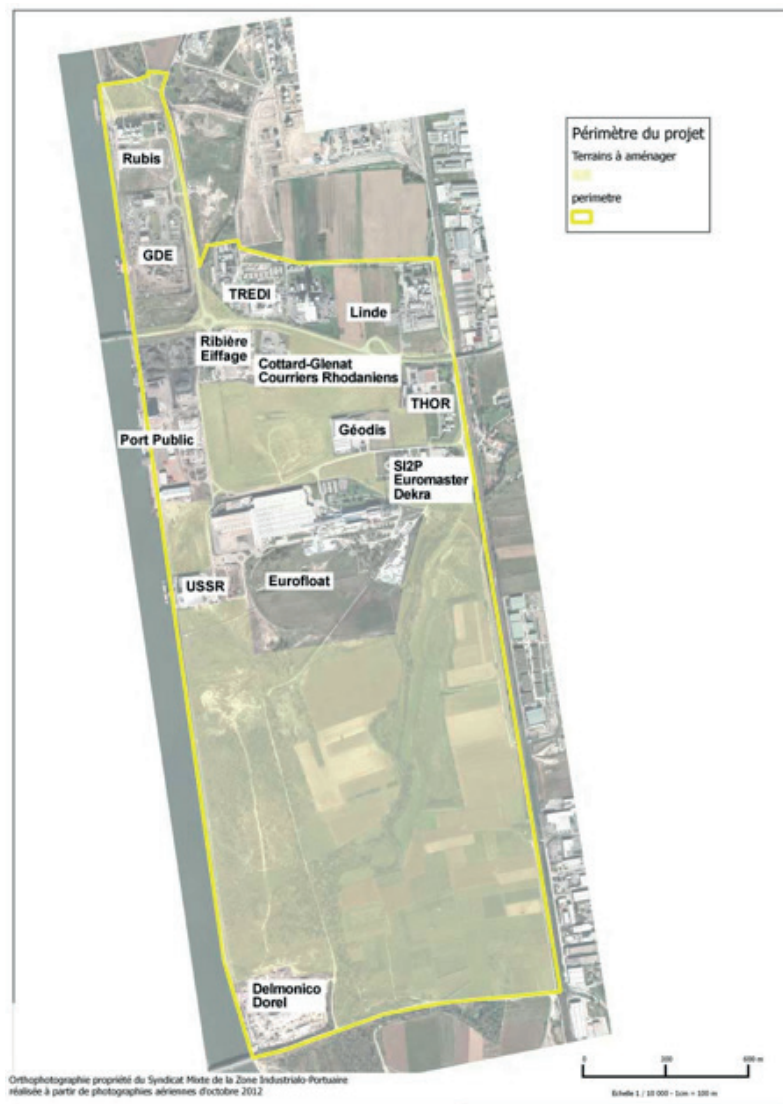 Périmètre du projet
Terrains à aménager
perimetre
Rubis
GDE
TREDI
Linde
Ribière
Eiffage
Cottard-Glenat
Courriers Rhodaniens
THOR
Géodis
Port Public
SI2P
Euromaster
Dekra
USSR
Eurofloat
Delmonico
Dorel
Orthophotographie propriété du Syndicat Mixte de la Zone Industrialo-Portuaire
réalisée à partir de photographies aériennes d'octobre 2012
0 200 600 m
Echelle 1 / 10 000 - 1cm = 100 m